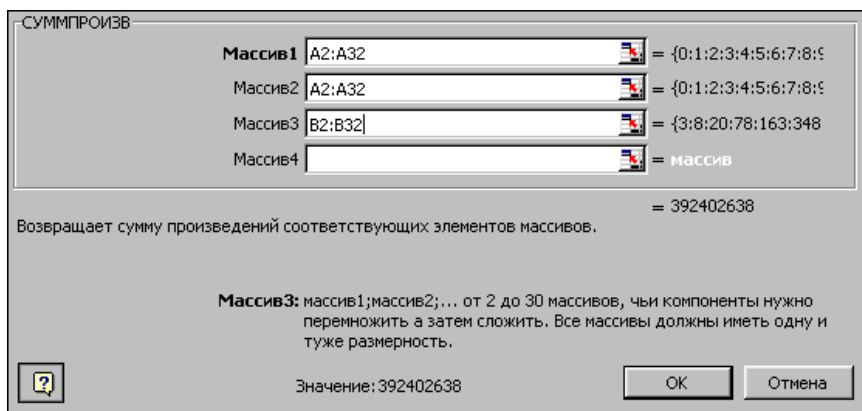 СУММПРОИЗВ
Массив1 A2:A32 = {0:1:2:3:4:5:6:7:8:9
Массив2 A2:A32 = {0:1:2:3:4:5:6:7:8:9
Массив3 B2:B32 = {3:8:20:78:163:348
Массив4 = массив
= 392402638
Возвращает сумму произведений соответствующих элементов массивов.
Массив3: массив1;массив2;... от 2 до 30 массивов, чьи компоненты нужно
перемножить а затем сложить. Все массивы должны иметь одну и
туже размерность.
Значение:392402638
OK Отмена